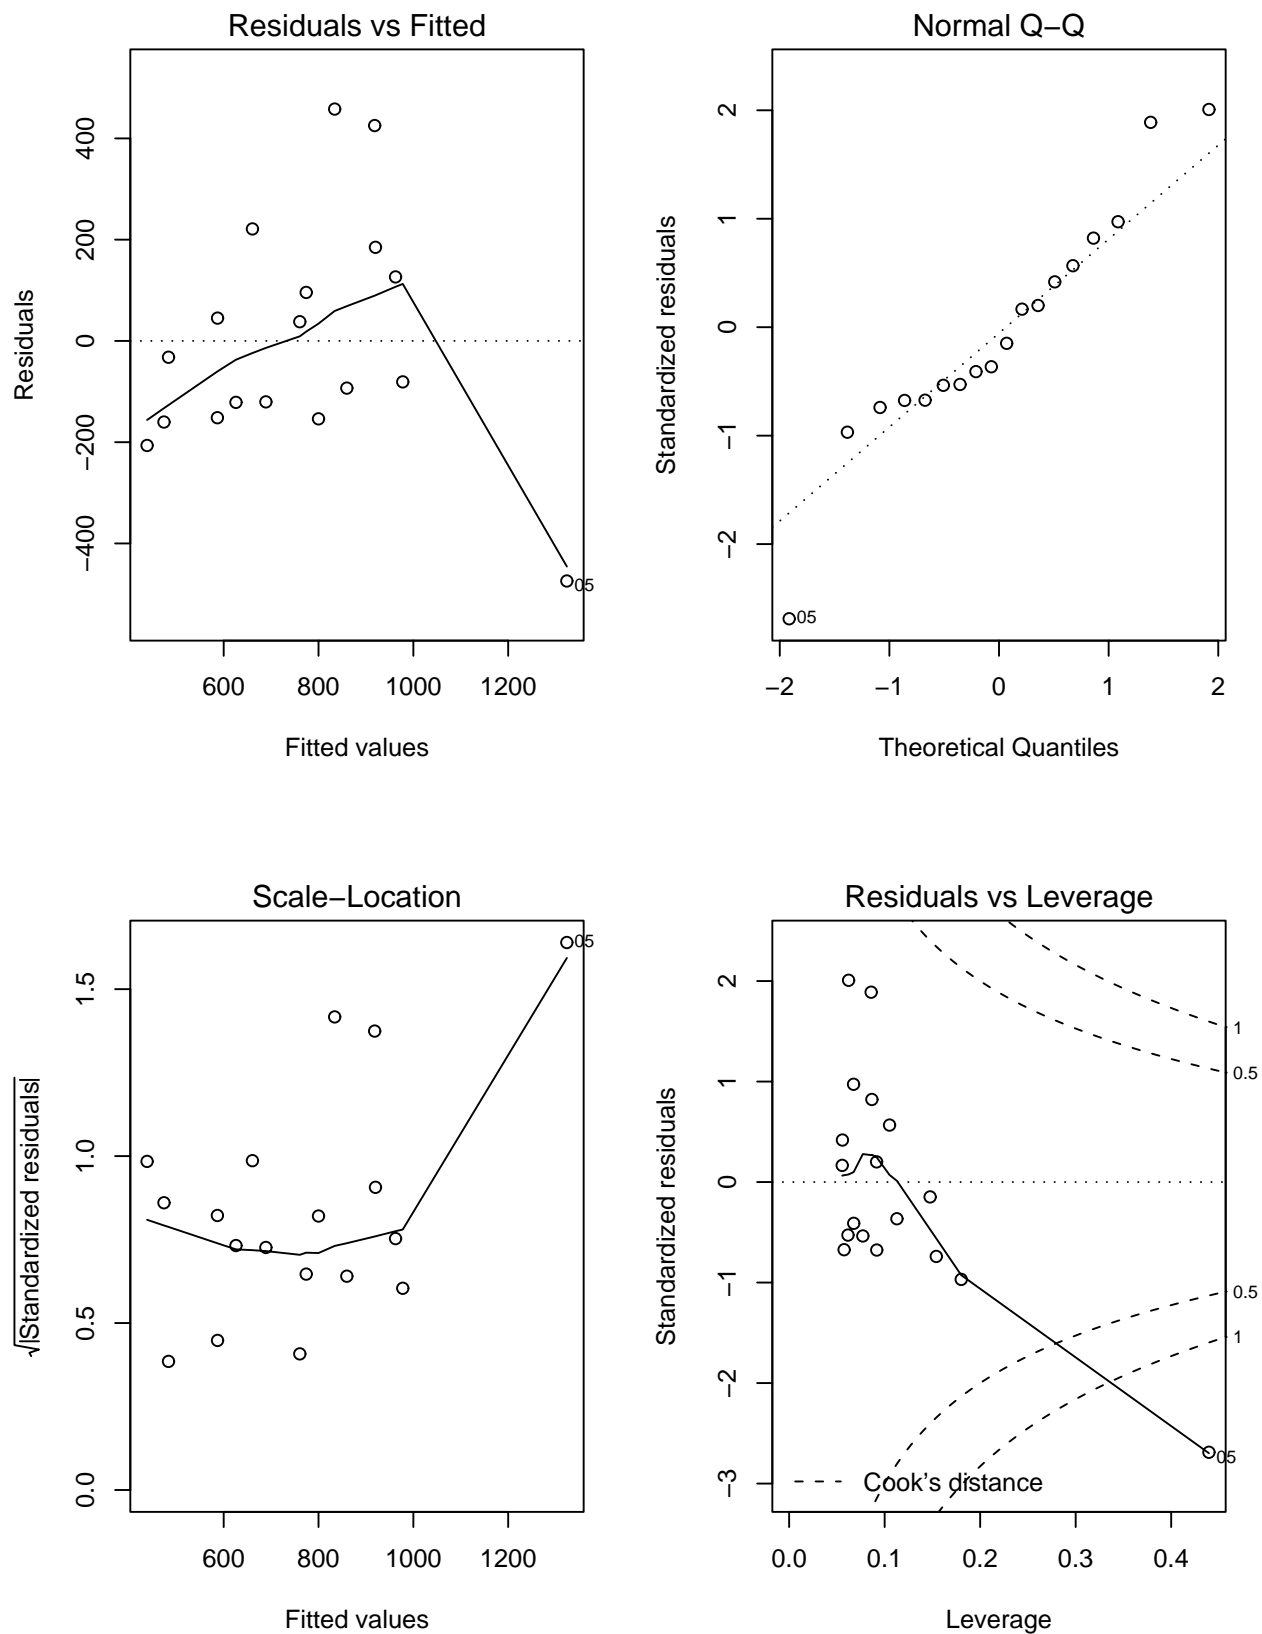 Residuals vs Fitted
Residuals
400
200
0
−200
−400
600 800 1000 1200
Fitted values
05
Normal Q−Q
Standardized residuals
2
1
0
−1
−2
−2 −1 0 1 2
Theoretical Quantiles
05
Scale−Location
√|Standardized residuals|
1.5
1.0
0.5
0.0
600 800 1000 1200
Fitted values
05
Residuals vs Leverage
Standardized residuals
2
1
0
−1
−2
−3
0.0 0.1 0.2 0.3 0.4
Leverage
1
0.5
0.5
1
05
Cook's distance